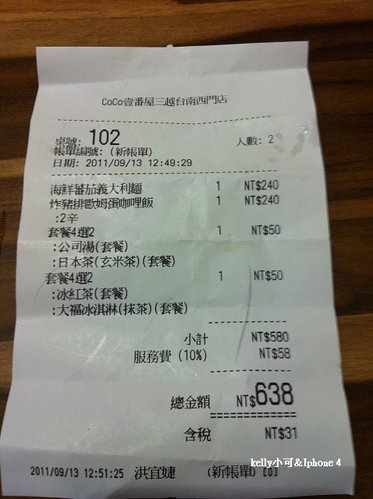 CoCo壹番屋三越台南西門店
桌號: 102 人數: 2
帳單編號: (新帳單)
日期: 2011/09/13 12:49:29
海鮮蕃茄義大利麵 1 NT$240
炸豬排歐姆蛋咖哩飯 1 NT$240
:2辛
套餐4選2 1 NT$50
:公司湯(套餐)
:日本茶(玄米茶)(套餐)
套餐4選2 1 NT$50
:冰紅茶(套餐)
:大福冰淇淋(抹茶)(套餐)
小計 NT$580
服務費(10%) NT$58
總金額 NT$638
含稅 NT$31
2011/09/13 12:51:25 洪宜婕 (新帳單) [0]
kelly小可&Iphone 4